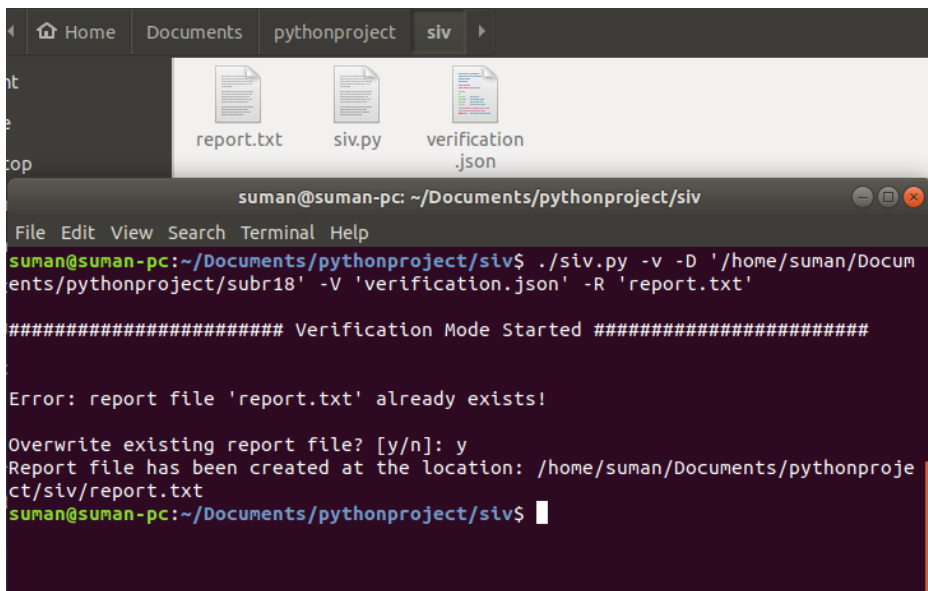 Home Documents pythonproject siv
nt
e
top
report.txt siv.py verification
.json
suman@suman-pc: ~/Documents/pythonproject/siv
File Edit View Search Terminal Help
suman@suman-pc:~/Documents/pythonproject/siv$ ./siv.py -v -D '/home/suman/Docum
ents/pythonproject/subr18' -V 'verification.json' -R 'report.txt'
######################## Verification Mode Started ########################
Error: report file 'report.txt' already exists!
Overwrite existing report file? [y/n]: y
Report file has been created at the location: /home/suman/Documents/pythonproje
ct/siv/report.txt
suman@suman-pc:~/Documents/pythonproject/siv$